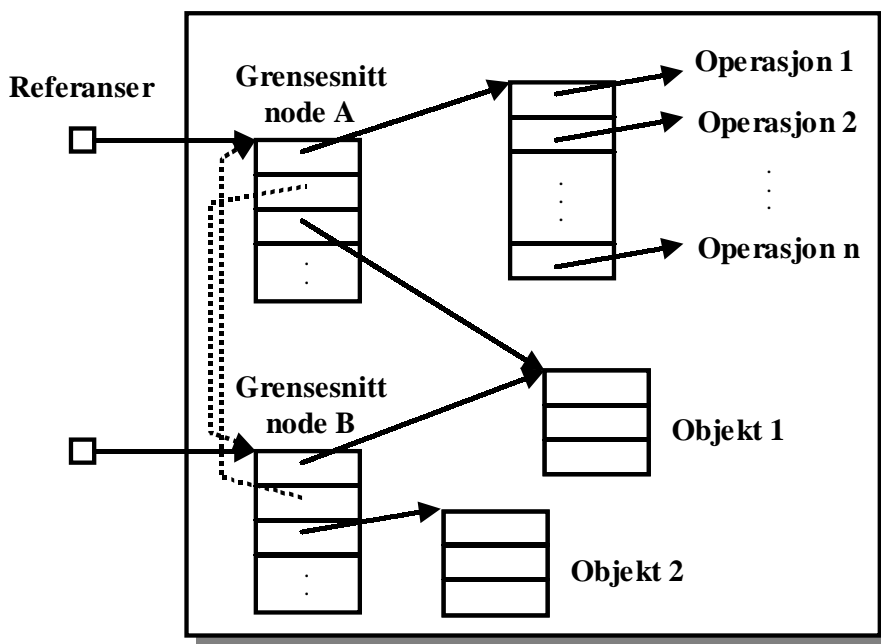 Referanser
Grensesnitt
node A
Operasjon 1
Operasjon 2
Operasjon n
Grensesnitt
node B
Objekt 1
Objekt 2